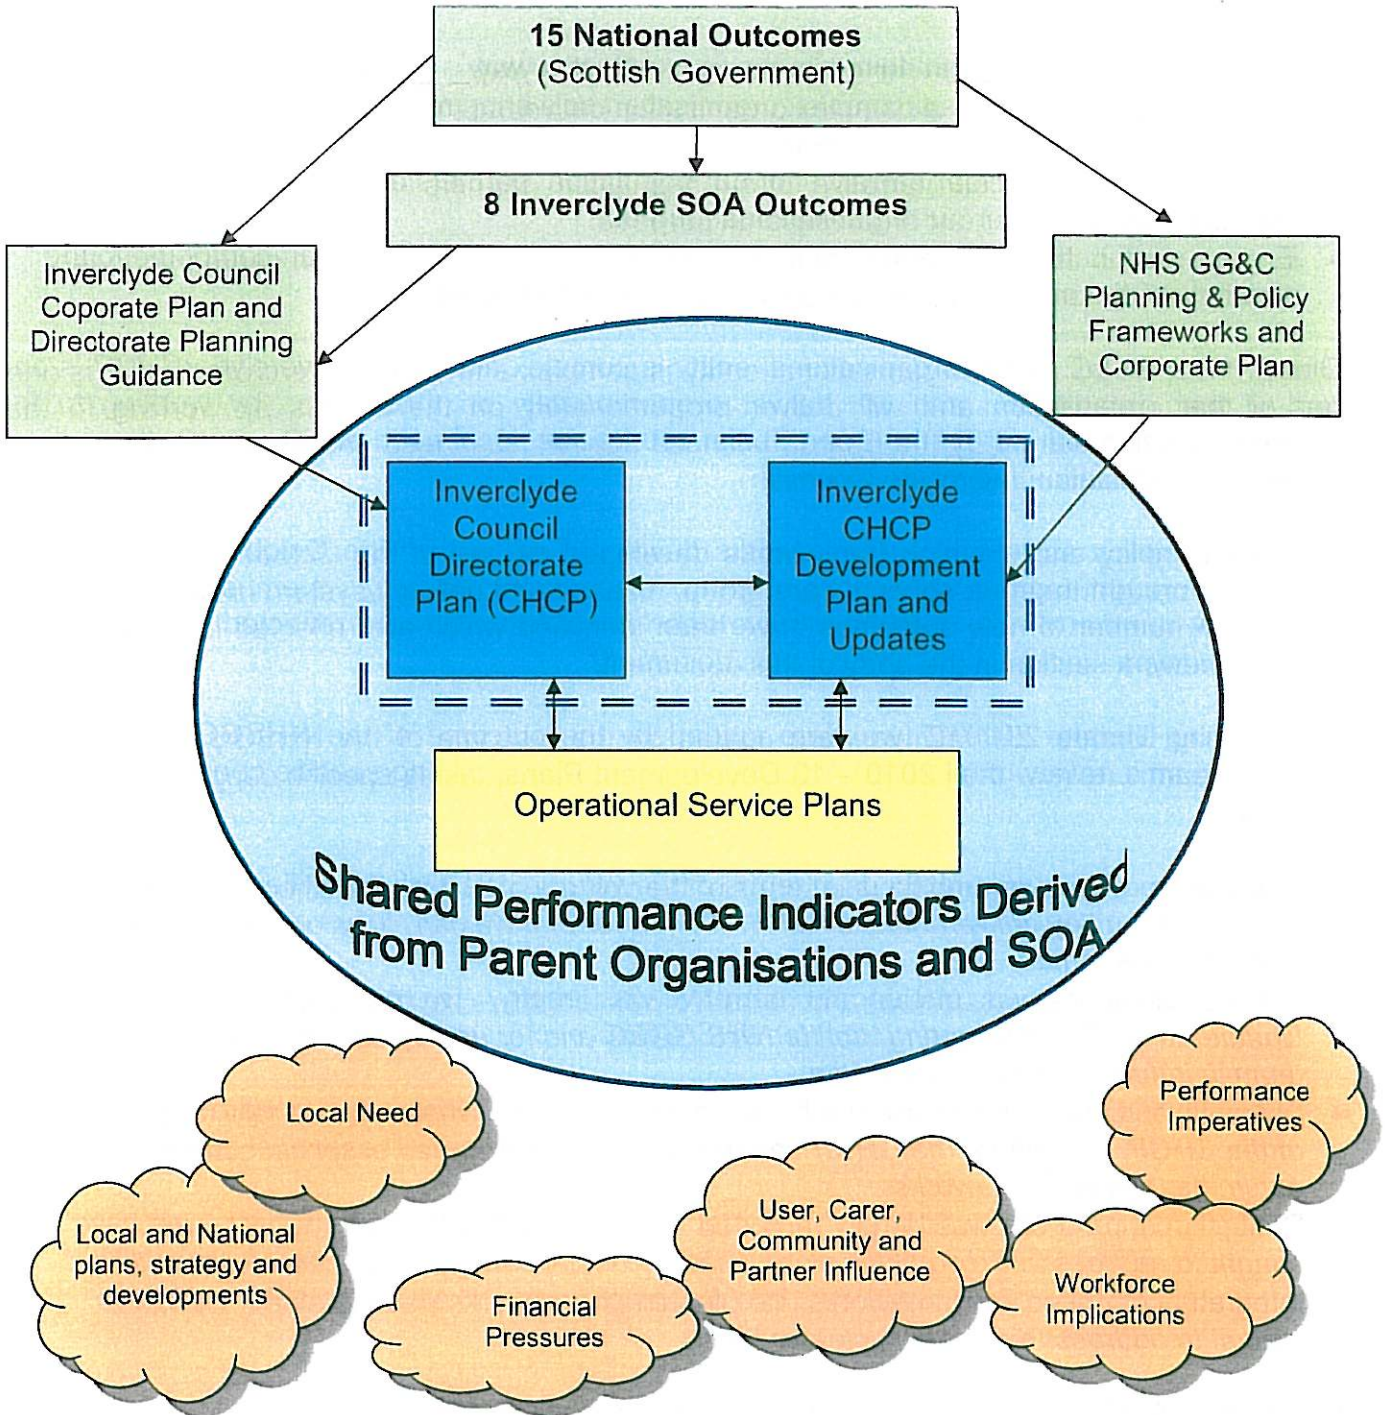 15 National Outcomes
(Scottish Government)
8 Inverclyde SOA Outcomes
Inverclyde Council
Coporate Plan and
Directorate Planning
Guidance
NHS GG&C
Planning & Policy
Frameworks and
Corporate Plan
Inverclyde
Council
Directorate
Plan (CHCP)
Inverclyde
CHCP
Development
Plan and
Updates
Operational Service Plans
Shared Performance Indicators Derived
from Parent Organisations and SOA
Local Need
Performance
Imperatives
Local and National
plans, strategy and
developments
User, Carer,
Community and
Partner Influence
Financial
Pressures
Workforce
Implications